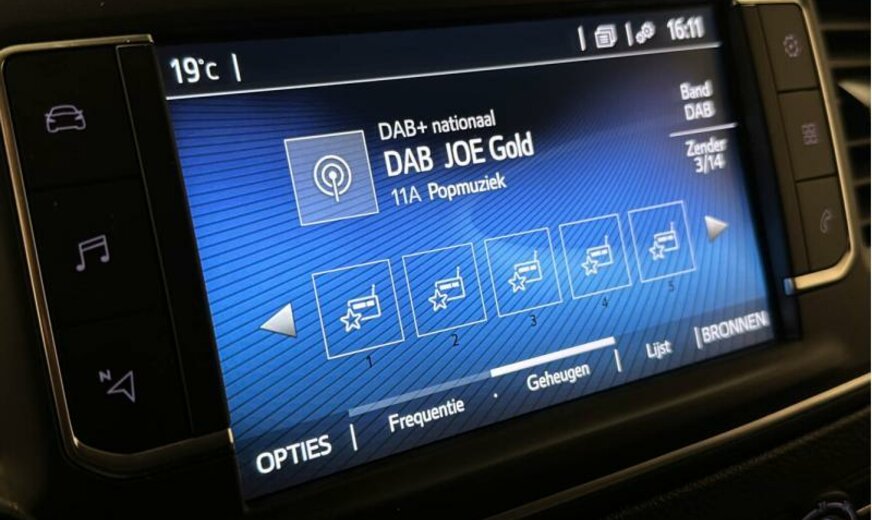 19°C
16:11
DAB+ nationaal
DAB JOE Gold
11A Popmuziek
Band
DAB
Zender
3/14
1 2 3 4 5
OPTIES
Frequentie
Geheugen
Lijst
BRONNEN
N